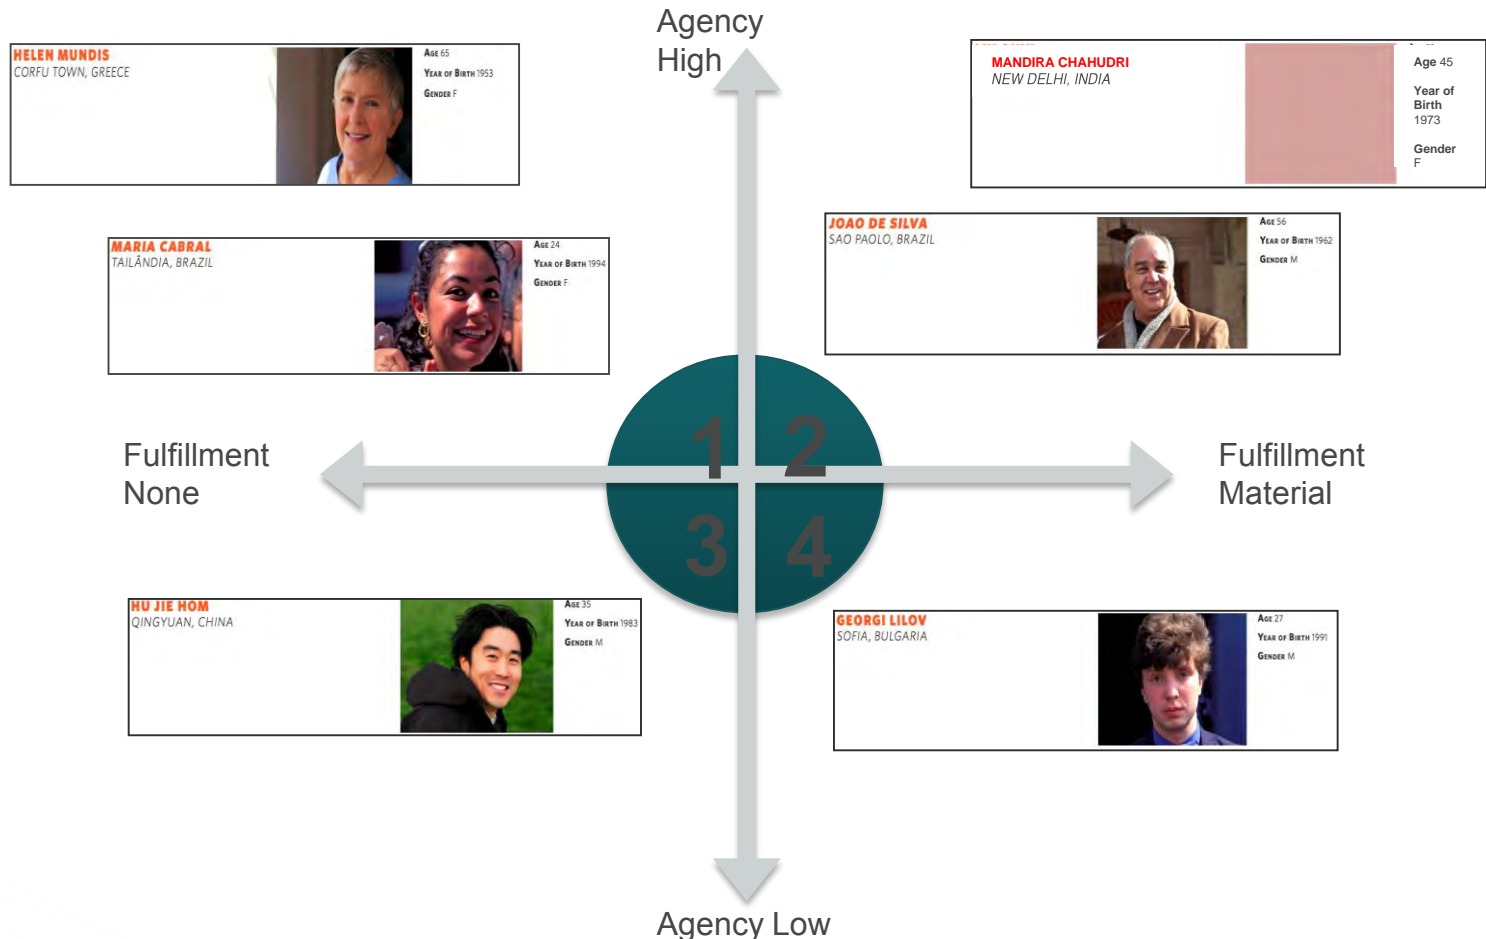 Agency
High
HELEN MUNDIS
CORFU TOWN, GREECE
AGE 65
YEAR OF BIRTH 1953
GENDER F
MANDIRA CHAHUDRI
NEW DELHI, INDIA
Age 45
Year of
Birth
1973
Gender
F
MARIA CABRAL
TAILÂNDIA, BRAZIL
AGE 24
YEAR OF BIRTH 1994
GENDER F
JOAO DE SILVA
SAO PAOLO, BRAZIL
AGE 56
YEAR OF BIRTH 1962
GENDER M
1 2
Fulfillment
None
Fulfillment
Material
3 4
HU JIE HOM
QINGYUAN, CHINA
AGE 35
YEAR OF BIRTH 1983
GENDER M
GEORGI LILOV
SOFIA, BULGARIA
AGE 27
YEAR OF BIRTH 1991
GENDER M
Agency Low